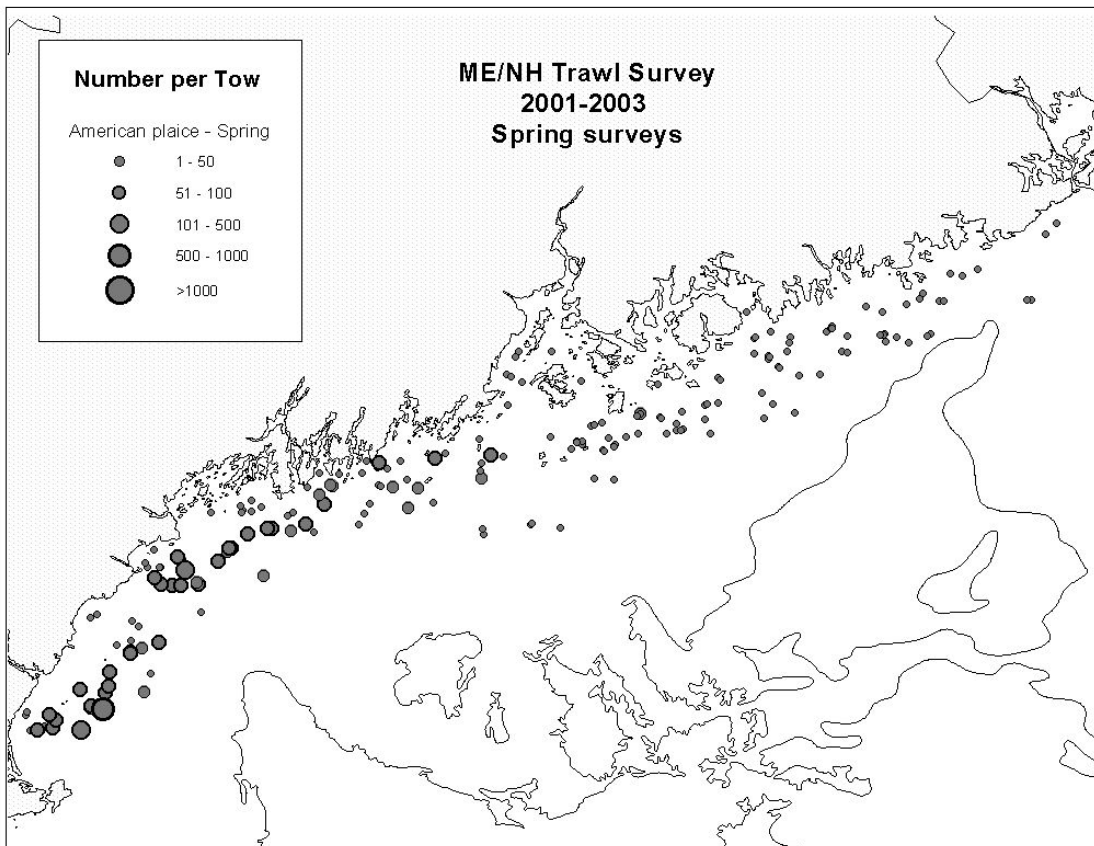 Number per Tow
American plaice - Spring
1 - 50
51 - 100
101 - 500
500 - 1000
>1000
ME/NH Trawl Survey
2001-2003
Spring surveys